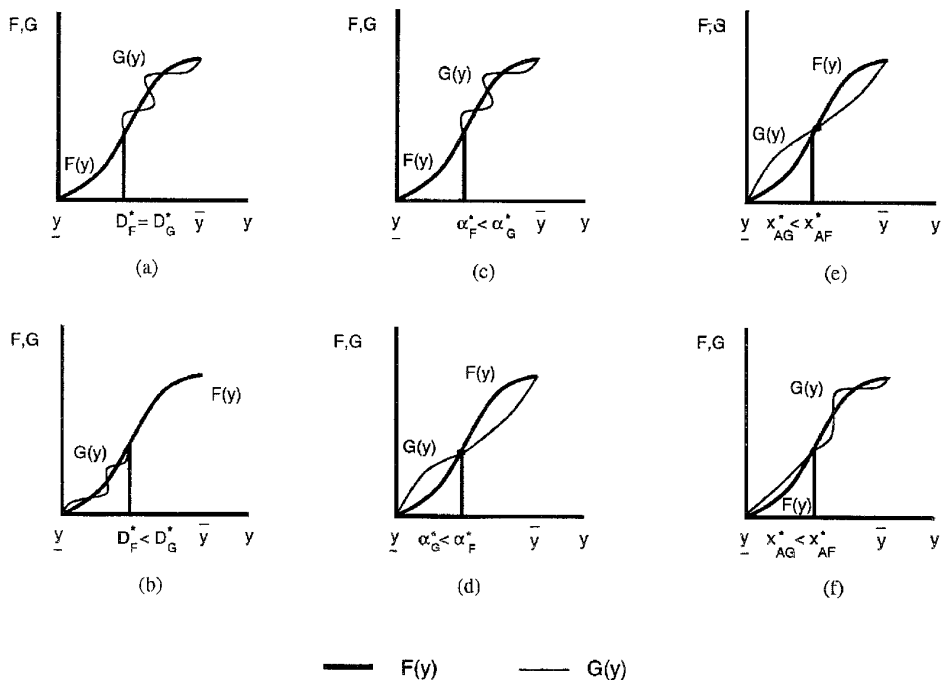 F,G
G(y)
F(y)
y
D*F = D*G
y̅
y
(a)
F,G
G(y)
F(y)
y
α*F < α*G
y̅
y
(c)
F,G
F(y)
G(y)
y
x*AG < x*AF
y̅
y
(e)
F,G
F(y)
G(y)
y
D*F < D*G
y̅
y
(b)
F,G
F(y)
G(y)
y
α*G < α*F
y̅
y
(d)
F,G
G(y)
F(y)
y
x*AG < x*AF
y̅
y
(f)
F(y) G(y)